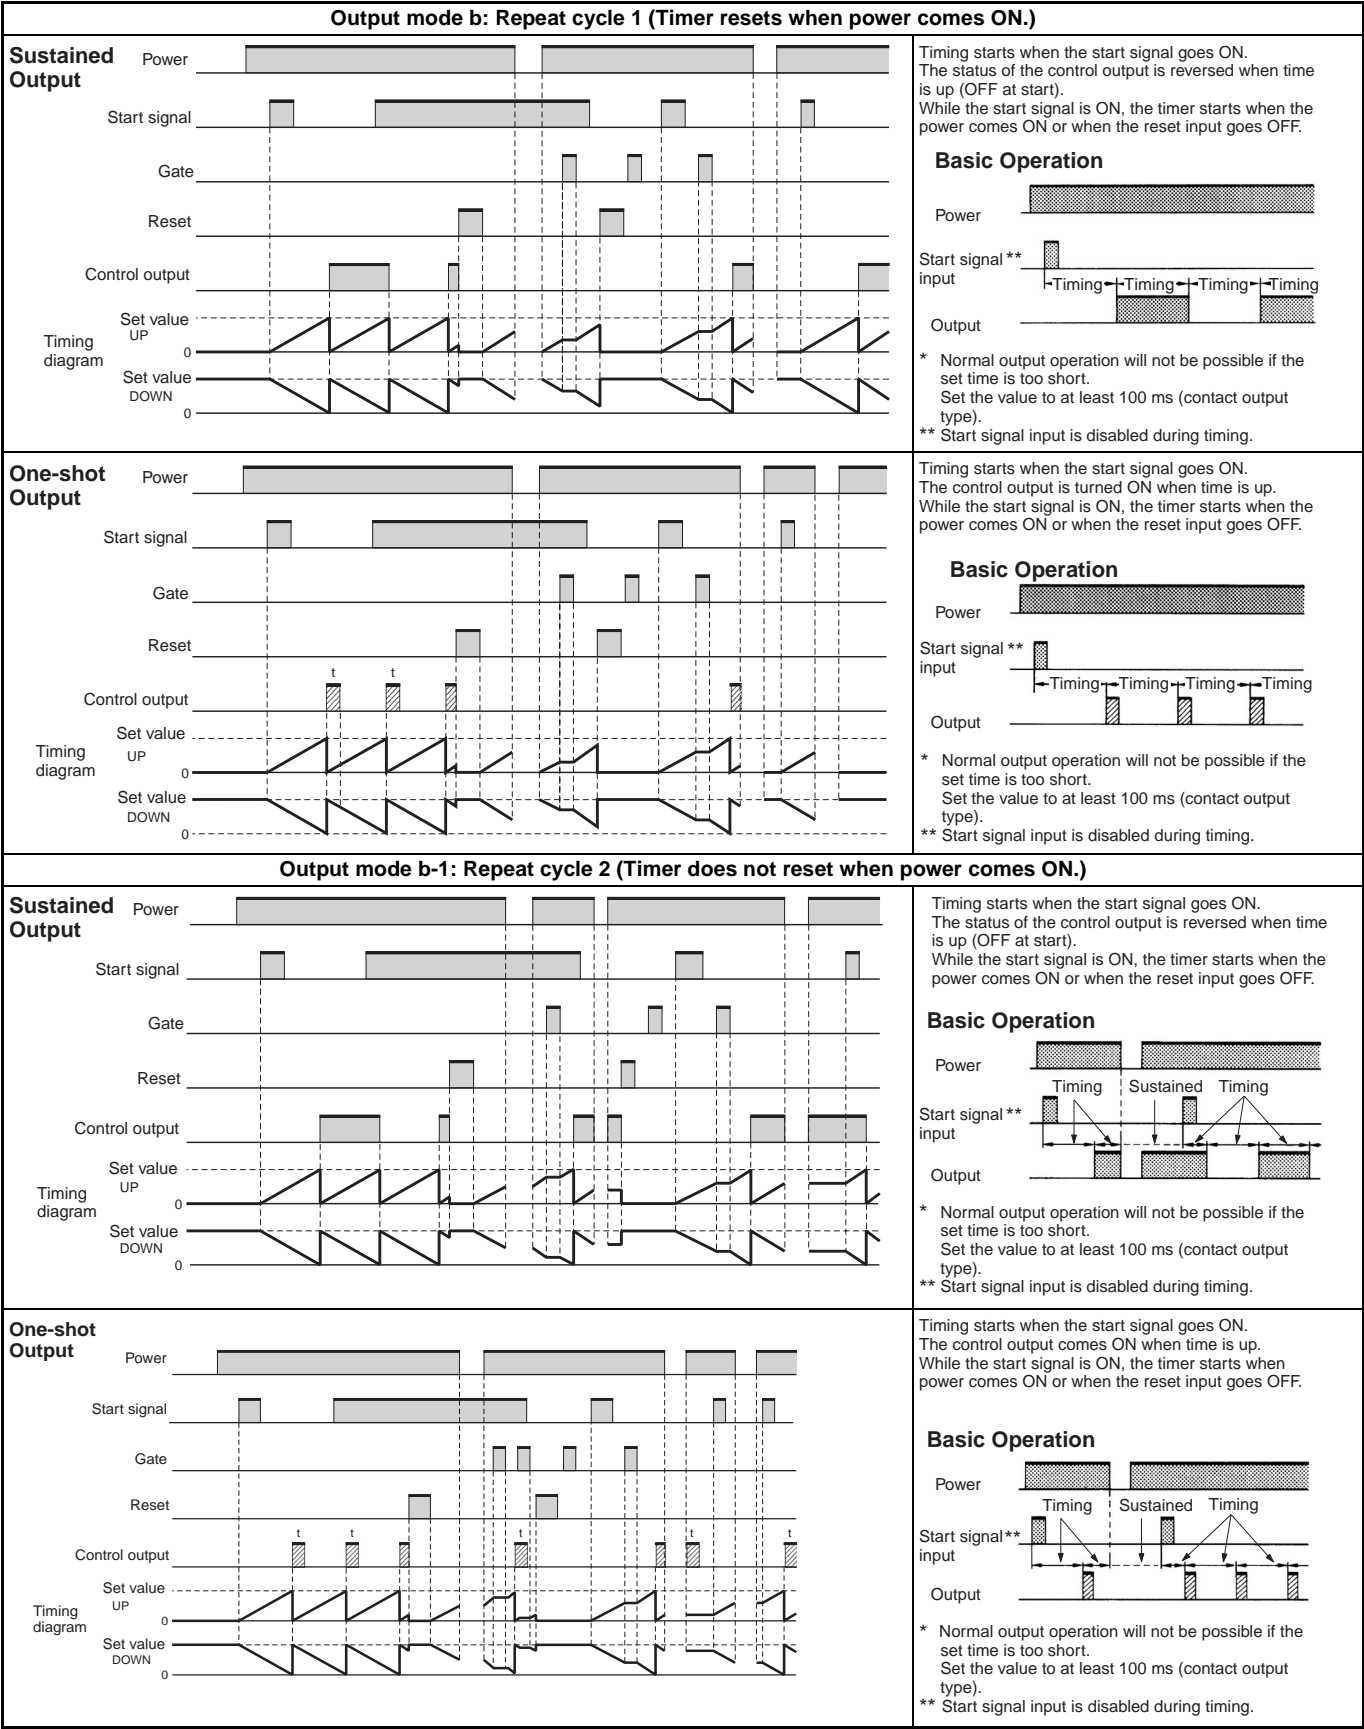 Output mode b: Repeat cycle 1 (Timer resets when power comes ON.)
Sustained
Output
Power
Start signal
Gate
Reset
Control output
Timing
diagram
Set value
UP
0
Set value
DOWN
0
Timing starts when the start signal goes ON.
The status of the control output is reversed when time
is up (OFF at start).
While the start signal is ON, the timer starts when the
power comes ON or when the reset input goes OFF.
Basic Operation
Power
Start signal **
input
Timing Timing Timing Timing
Output
* Normal output operation will not be possible if the
set time is too short.
Set the value to at least 100 ms (contact output
type).
** Start signal input is disabled during timing.
One-shot
Output
Power
Start signal
Gate
Reset
t t
Control output
Timing
diagram
Set value
UP
0
Set value
DOWN
0
Timing starts when the start signal goes ON.
The control output is turned ON when time is up.
While the start signal is ON, the timer starts when the
power comes ON or when the reset input goes OFF.
Basic Operation
Power
Start signal **
input
Timing Timing Timing Timing
Output
* Normal output operation will not be possible if the
set time is too short.
Set the value to at least 100 ms (contact output
type).
** Start signal input is disabled during timing.
Output mode b-1: Repeat cycle 2 (Timer does not reset when power comes ON.)
Sustained
Output
Power
Start signal
Gate
Reset
Control output
Timing
diagram
Set value
UP
0
Set value
DOWN
0
Timing starts when the start signal goes ON.
The status of the control output is reversed when time
is up (OFF at start).
While the start signal is ON, the timer starts when the
power comes ON or when the reset input goes OFF.
Basic Operation
Power
Timing Sustained Timing
Start signal **
input
Output
* Normal output operation will not be possible if the
set time is too short.
Set the value to at least 100 ms (contact output
type).
** Start signal input is disabled during timing.
One-shot
Output
Power
Start signal
Gate
Reset
t t t t t
Control output
Timing
diagram
Set value
UP
0
Set value
DOWN
0
Timing starts when the start signal goes ON.
The control output comes ON when time is up.
While the start signal is ON, the timer starts when
power comes ON or when the reset input goes OFF.
Basic Operation
Power
Timing Sustained Timing
Start signal **
input
Output
* Normal output operation will not be possible if the
set time is too short.
Set the value to at least 100 ms (contact output
type).
** Start signal input is disabled during timing.